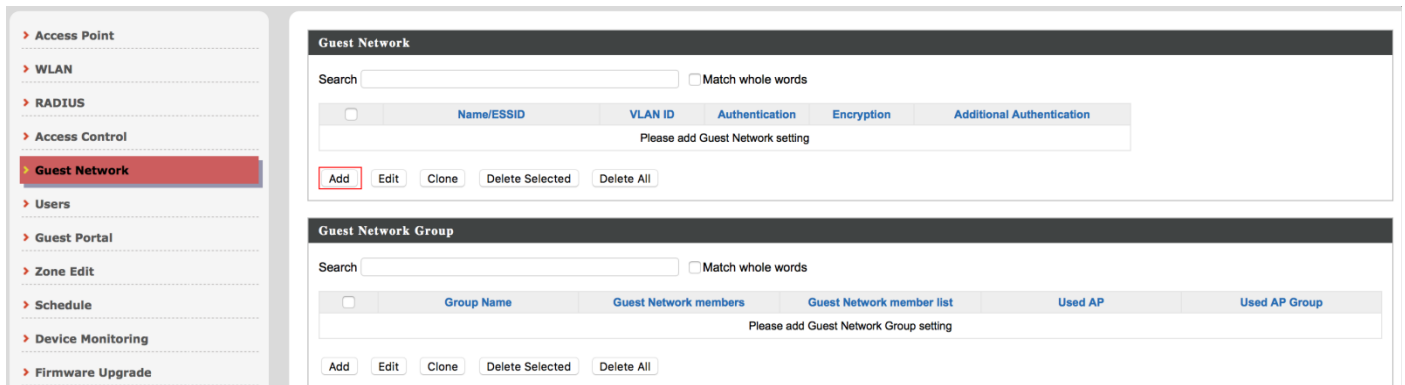 Access Point
WLAN
RADIUS
Access Control
Guest Network
Users
Guest Portal
Zone Edit
Schedule
Device Monitoring
Firmware Upgrade
Guest Network
Search Match whole words
Name/ESSID VLAN ID Authentication Encryption Additional Authentication
Please add Guest Network setting
Add Edit Clone Delete Selected Delete All
Guest Network Group
Search Match whole words
Group Name Guest Network members Guest Network member list Used AP Used AP Group
Please add Guest Network Group setting
Add Edit Clone Delete Selected Delete All